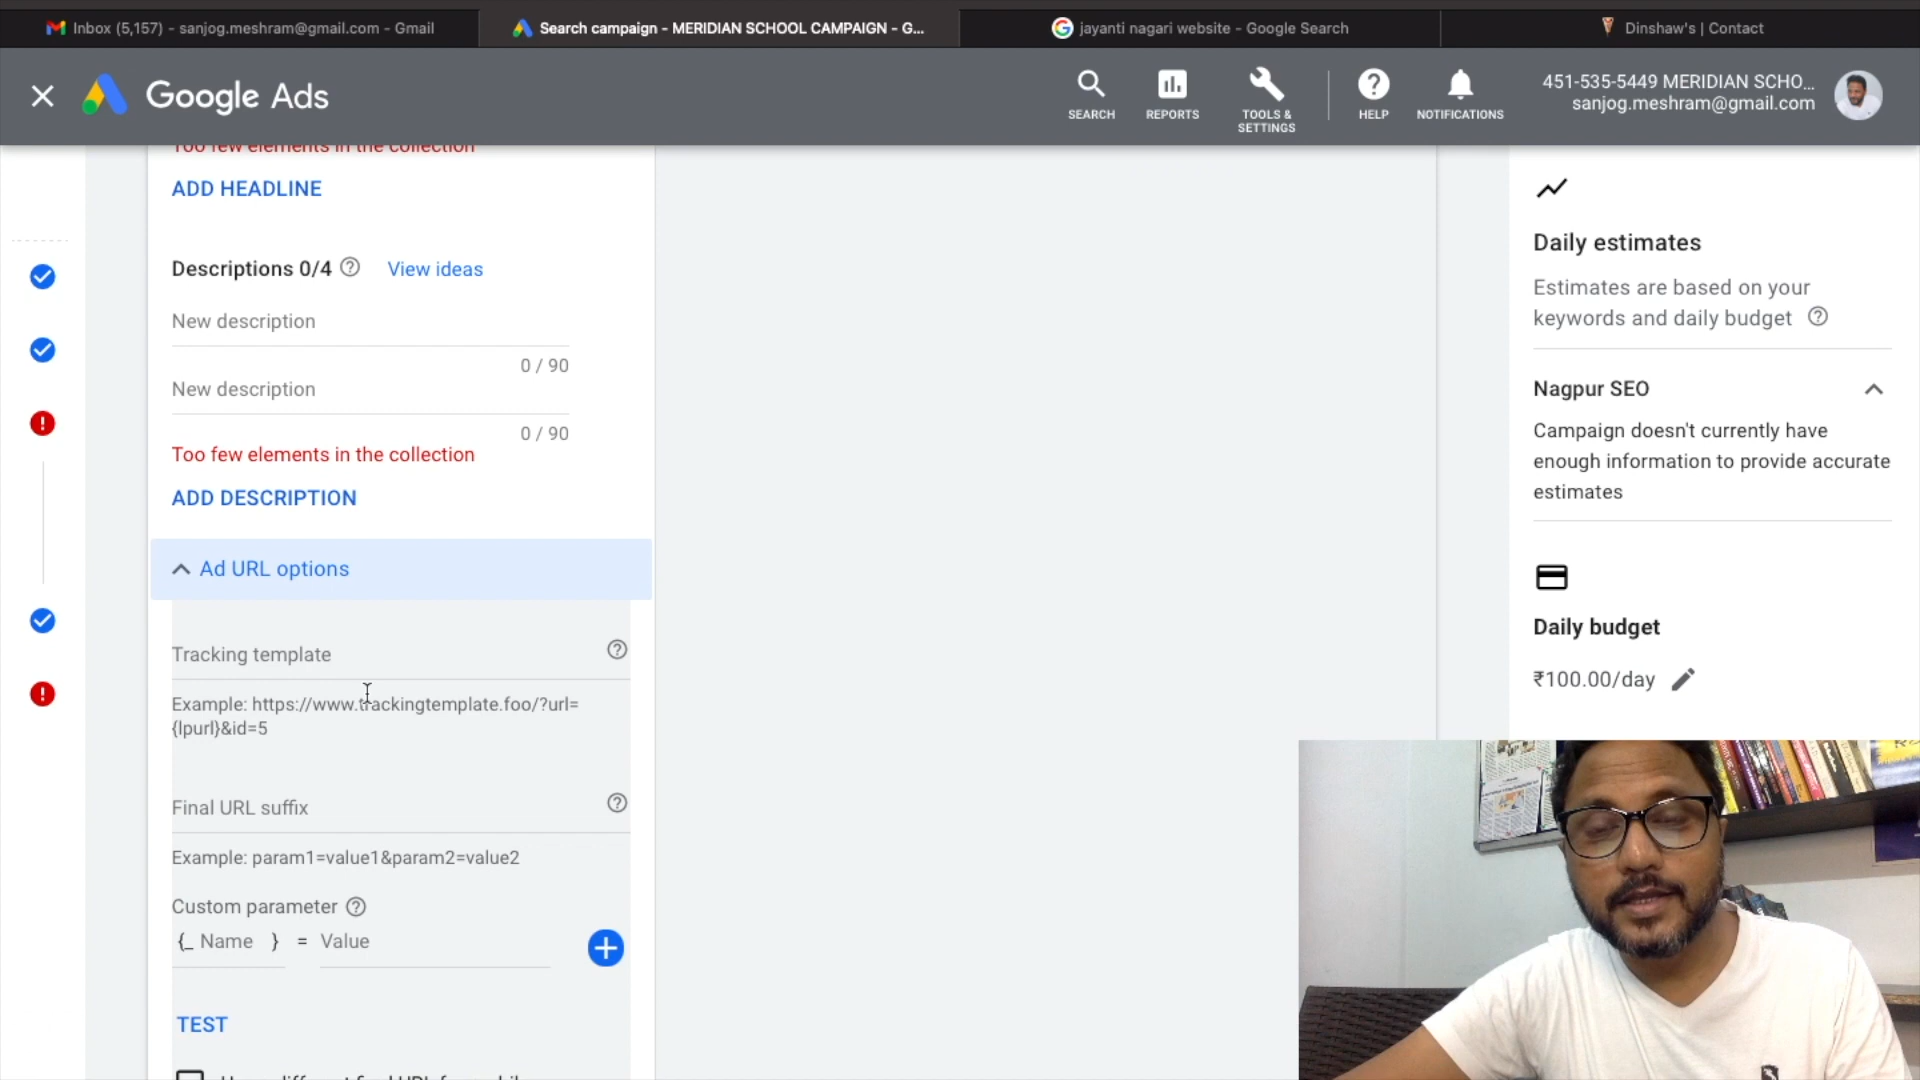 Inbox (5,157) - sanjog.meshram@gmail.com - Gmail
Search campaign - MERIDIAN SCHOOL CAMPAIGN - G...
jayanti nagari website - Google Search
Dinshaw's | Contact
Google Ads
SEARCH
REPORTS
TOOLS &
SETTINGS
HELP
NOTIFICATIONS
451-535-5449 MERIDIAN SCHO...
sanjog.meshram@gmail.com
Too few elements in the collection
ADD HEADLINE
Descriptions 0/4
View ideas
New description
0 / 90
New description
0 / 90
Too few elements in the collection
ADD DESCRIPTION
Ad URL options
Tracking template
Example: https://www.trackingtemplate.foo/?url=
{lpurl}&id=5
Final URL suffix
Example: param1=value1&param2=value2
Custom parameter
{_ Name } = Value
TEST
Daily estimates
Estimates are based on your
keywords and daily budget
Nagpur SEO
Campaign doesn't currently have
enough information to provide accurate
estimates
Daily budget
₹100.00/day